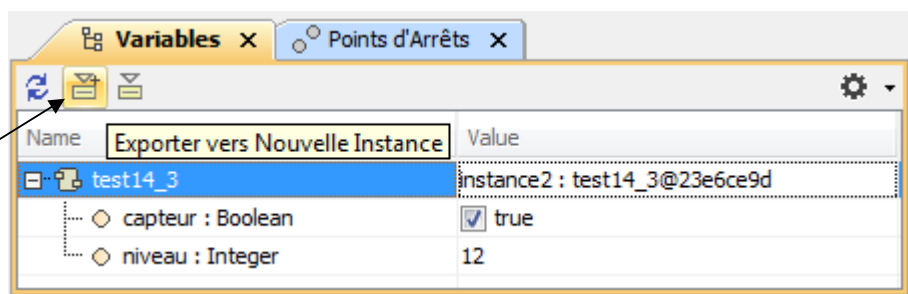 Variables X Points d'Arrêts X
Name Exporter vers Nouvelle Instance Value
test14_3 instance2 : test14_3@23e6ce9d
capteur : Boolean true
niveau : Integer 12